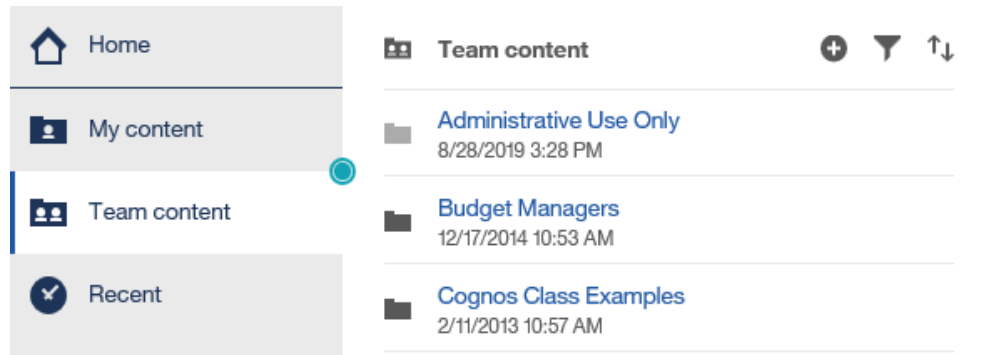 Home
My content
Team content
Recent
Team content
Administrative Use Only
8/28/2019 3:28 PM
Budget Managers
12/17/2014 10:53 AM
Cognos Class Examples
2/11/2013 10:57 AM